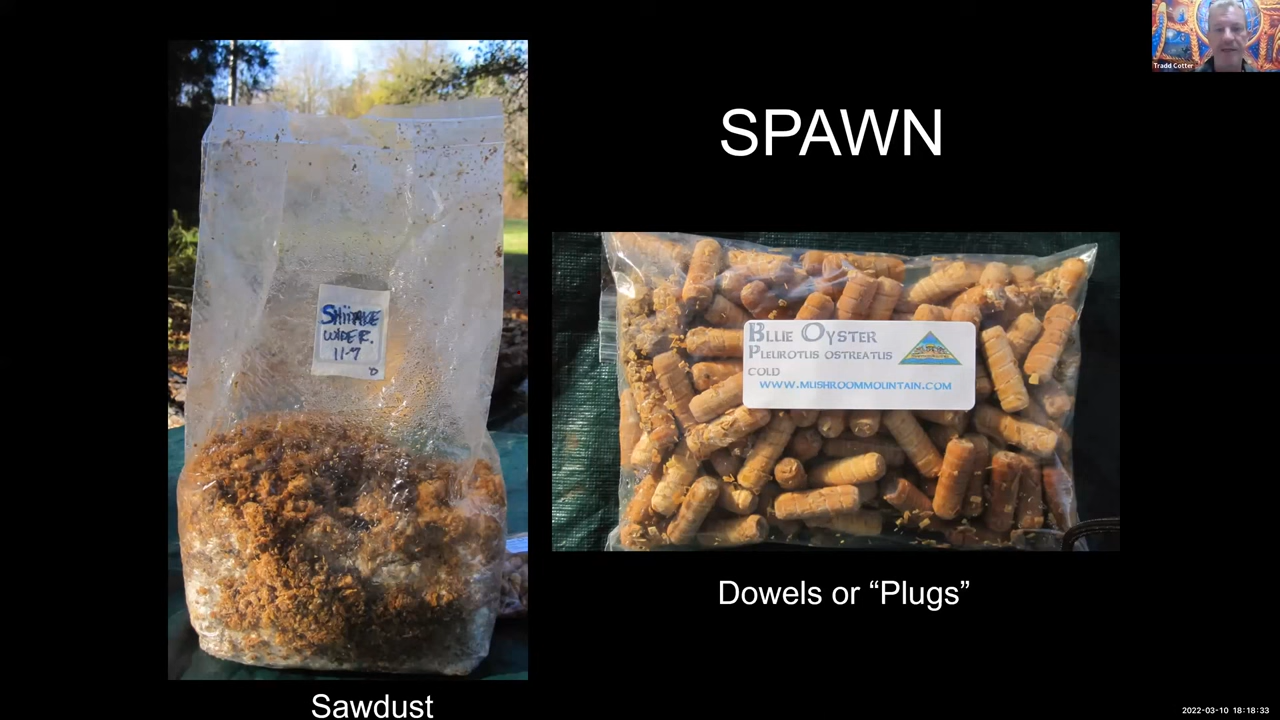 Tradd Cotter
SPAWN
SHiiTAKE
WIDER.
11-7
BLUE OYSTER
PLEUROTUS OSTREATUS
COLD
WWW.MUSHROOMMOUNTAIN.COM
Dowels or “Plugs”
Sawdust
2022-03-10 18:18:33